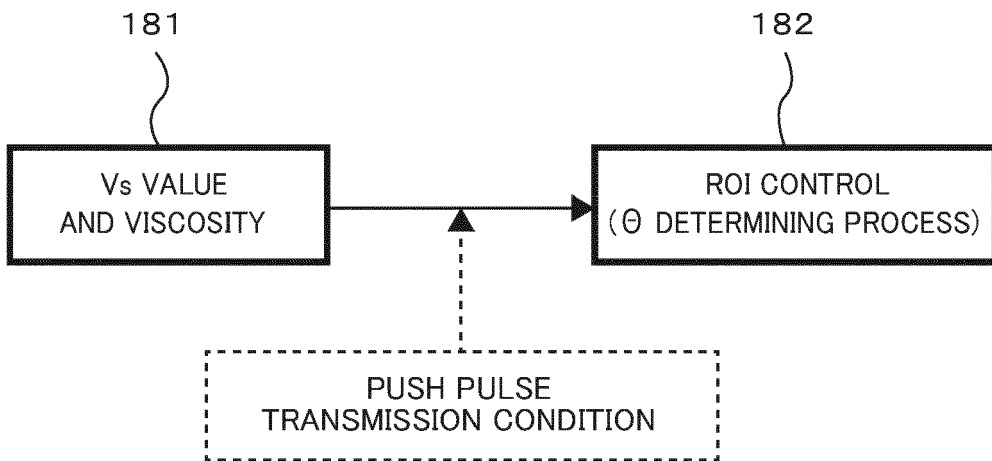 181
182
Vs VALUE
AND VISCOSITY
ROI CONTROL
(Θ DETERMINING PROCESS)
PUSH PULSE
TRANSMISSION CONDITION